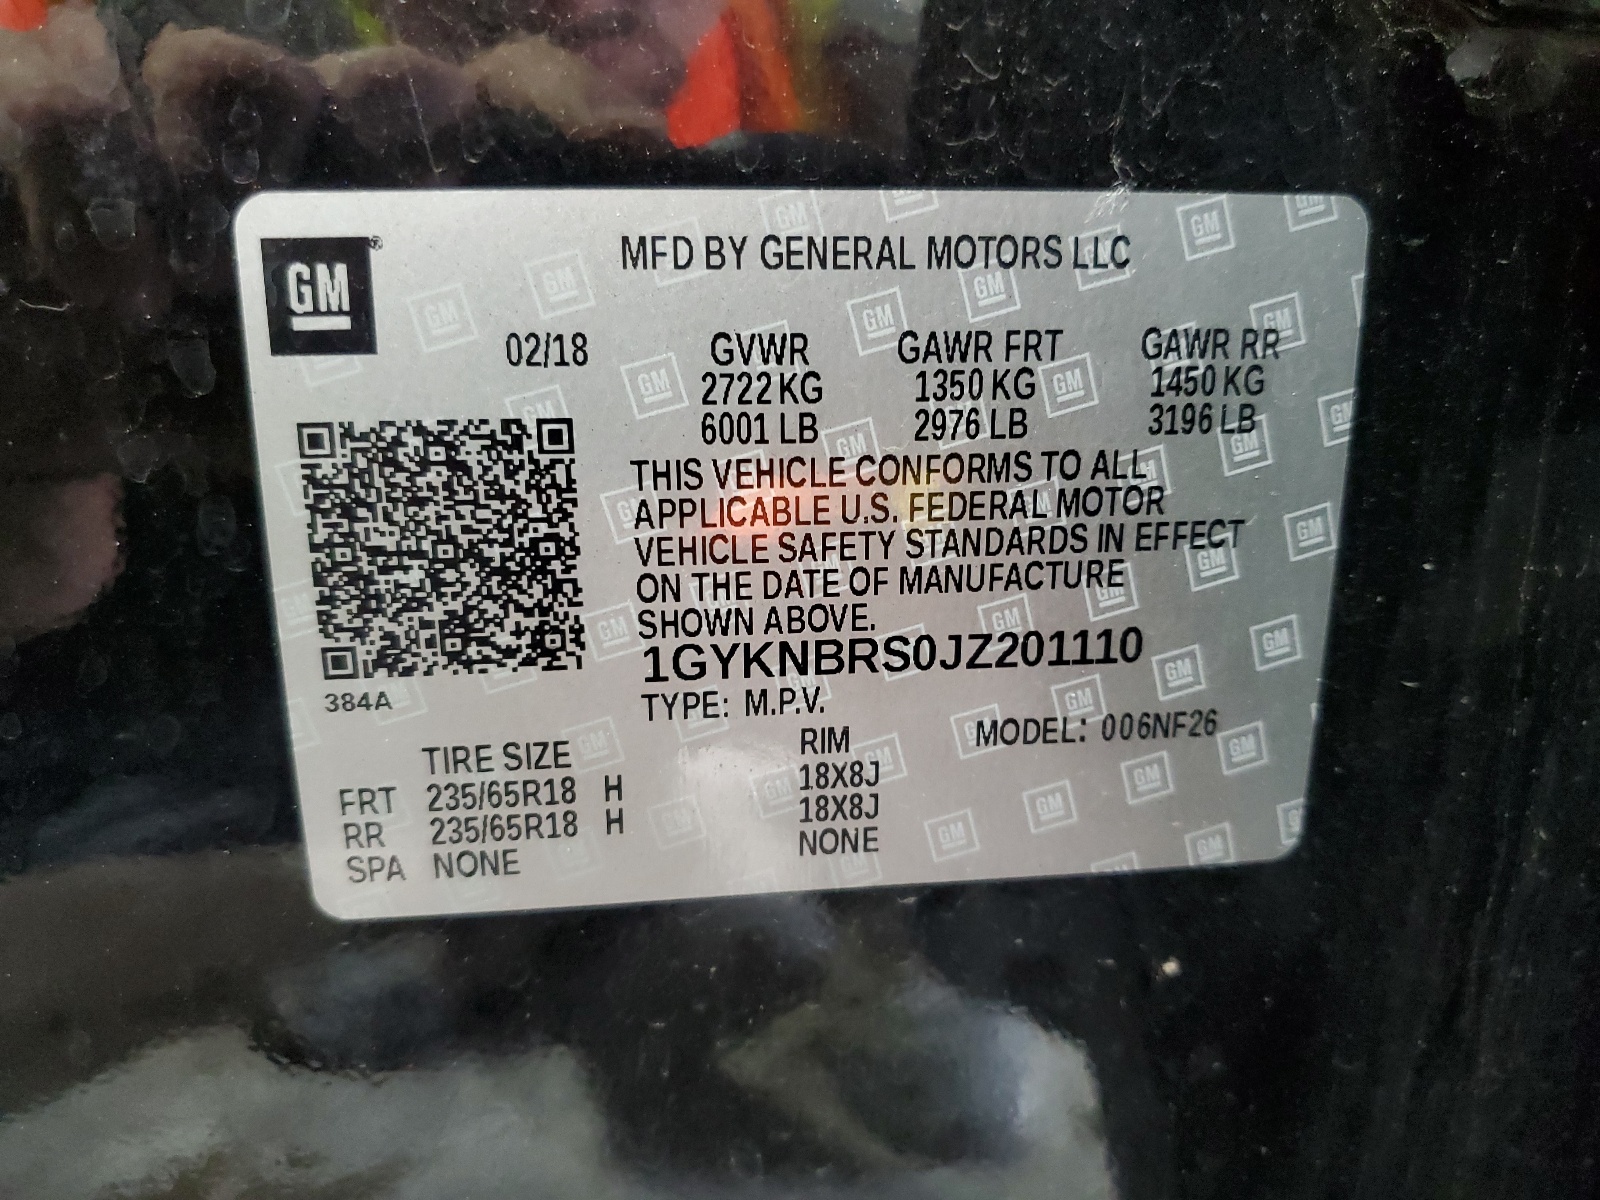 GM®
MFD BY GENERAL MOTORS LLC
02/18 GVWR GAWR FRT GAWR RR
2722 KG 1350 KG 1450 KG
6001 LB 2976 LB 3196 LB
THIS VEHICLE CONFORMS TO ALL
APPLICABLE U.S. FEDERAL MOTOR
VEHICLE SAFETY STANDARDS IN EFFECT
ON THE DATE OF MANUFACTURE
SHOWN ABOVE.
1GYKNBRS0JZ201110
384A
TYPE: M.P.V.
MODEL: 006NF26
TIRE SIZE RIM
FRT 235/65R18 H 18X8J
RR 235/65R18 H 18X8J
SPA NONE NONE